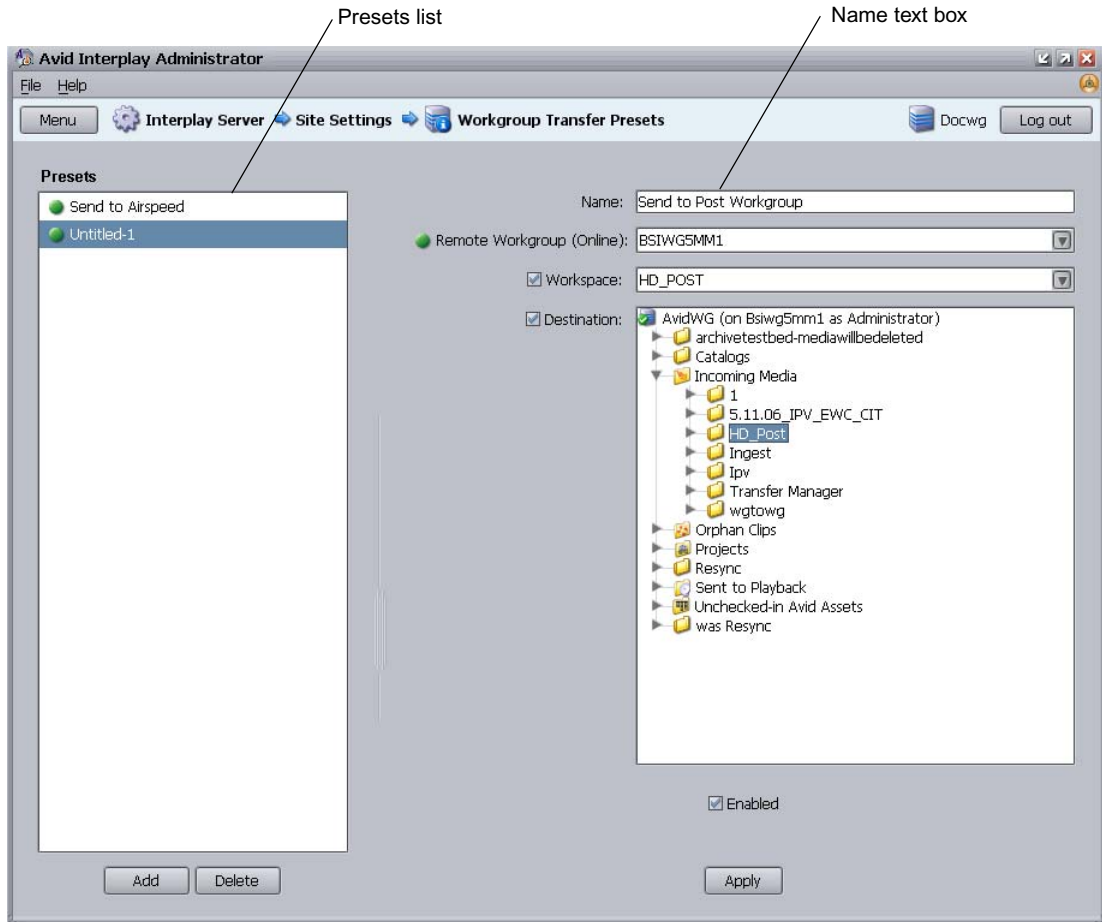 Presets list
Name text box
Avid Interplay Administrator
File Help
Menu Interplay Server Site Settings Workgroup Transfer Presets Docwg Log out
Presets
Send to Airspeed
Untitled-1
Name: Send to Post Workgroup
Remote Workgroup (Online): BSIWG5MM1
Workspace: HD_POST
Destination: AvidWG (on Bsiwg5mm1 as Administrator)
archivetestbed-mediawillbedeleted
Catalogs
Incoming Media
1
5.11.06_IPV_EWC_CIT
HD_Post
Ingest
Ipv
Transfer Manager
wgtowg
Orphan Clips
Projects
Resync
Sent to Playback
Unchecked-in Avid Assets
was Resync
Enabled
Add Delete Apply